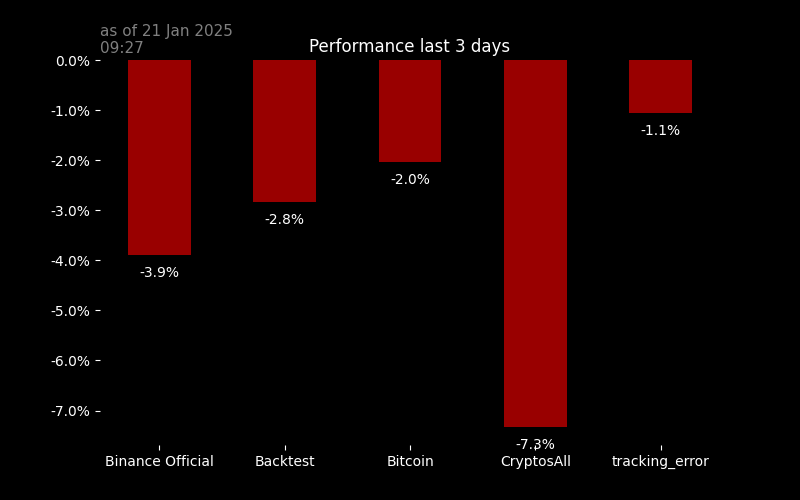 as of 21 Jan 2025
09:27
Performance last 3 days
0.0%
-1.0%
-2.0%
-3.0%
-4.0%
-5.0%
-6.0%
-7.0%
-3.9%
-2.8%
-2.0%
-7.3%
-1.1%
Binance Official
Backtest
Bitcoin
CryptosAll
tracking_error